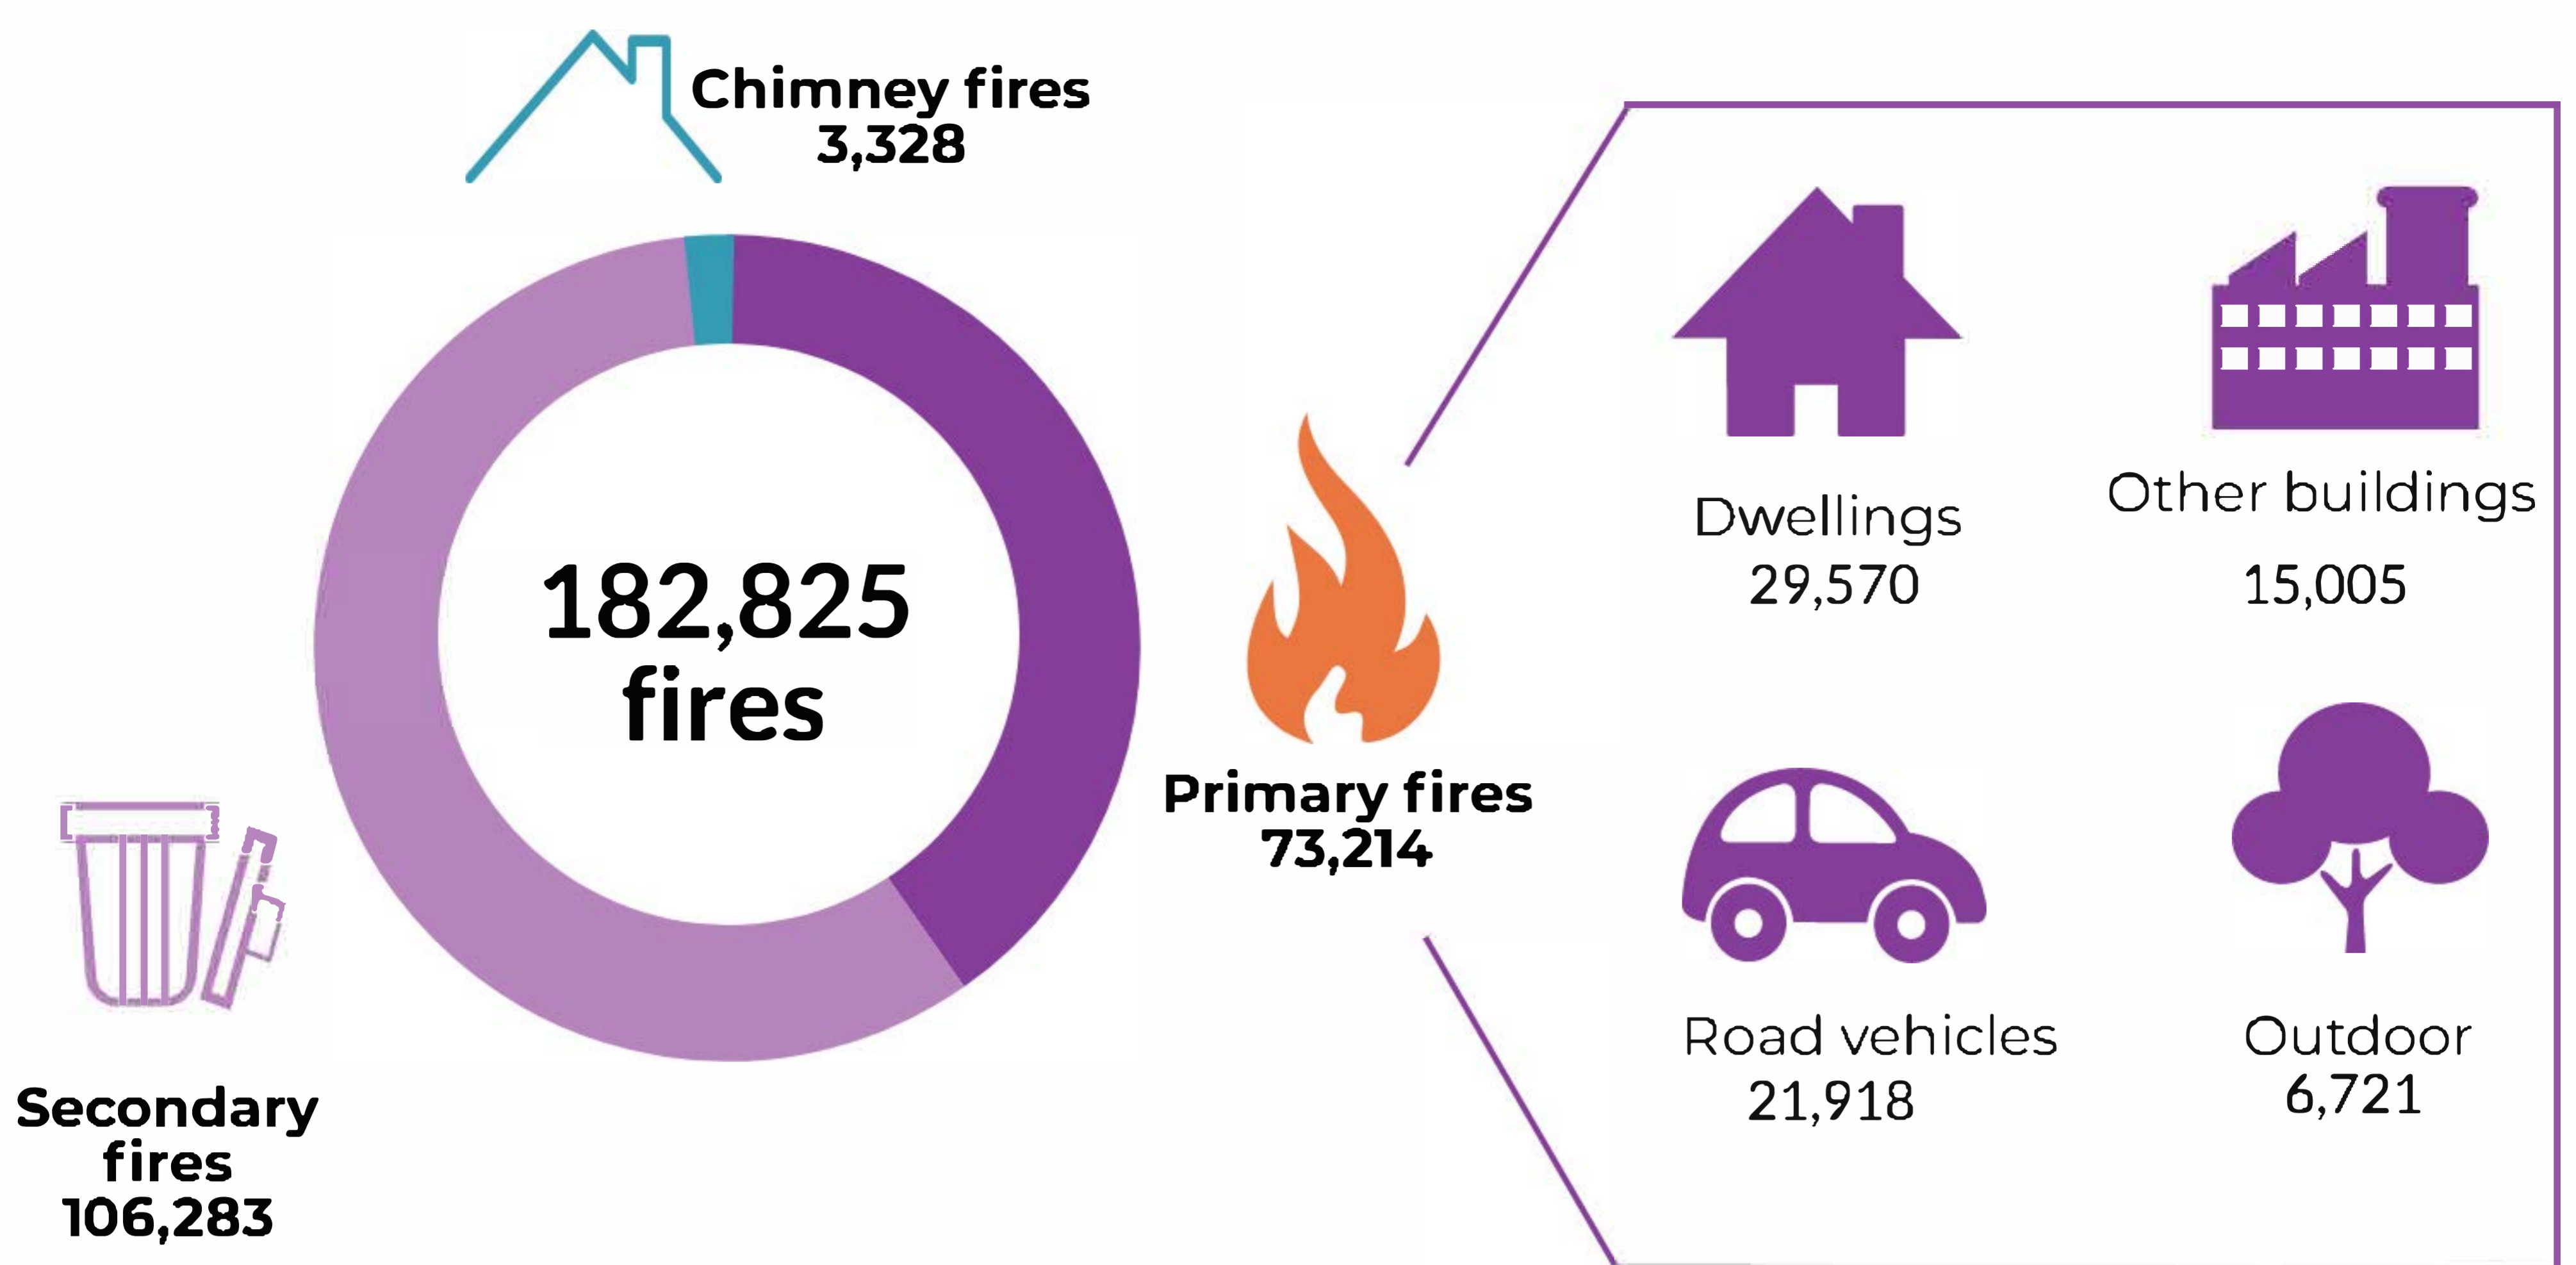 Chimney fires
3,328
182,825
fires
Primary fires
73,214
Secondary
fires
106,283
Dwellings
29,570
Other buildings
15,005
Road vehicles
21,918
Outdoor
6,721